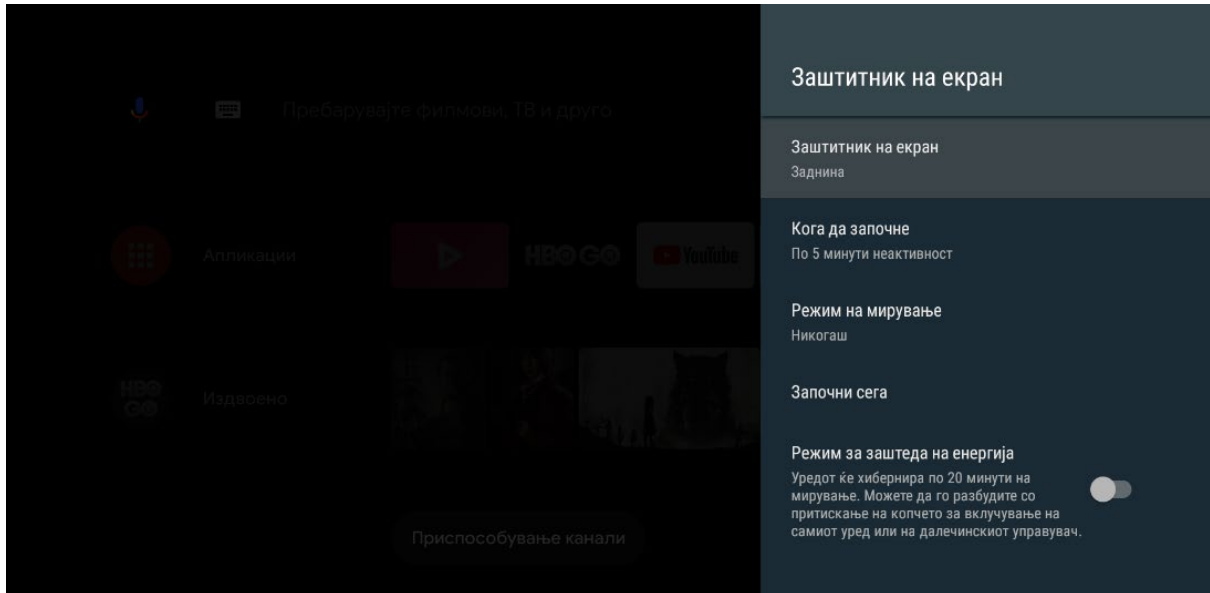 Заштитник на екран
Пребарувајте филмови, ТВ и друго
Заштитник на екран
Заднина
Кога да започне
По 5 минути неактивност
Апликации
HBO GO
YouTube
Режим на мирување
Никогаш
HBO
GO
Издвоено
Започни сега
Режим за заштеда на енергија
Уредот ќе хибернира по 20 минути на
мирување. Можете да го разбудите со
притискање на копчето за вклучување на
самиот уред или на далечинскиот управувач.
Приспособување канали